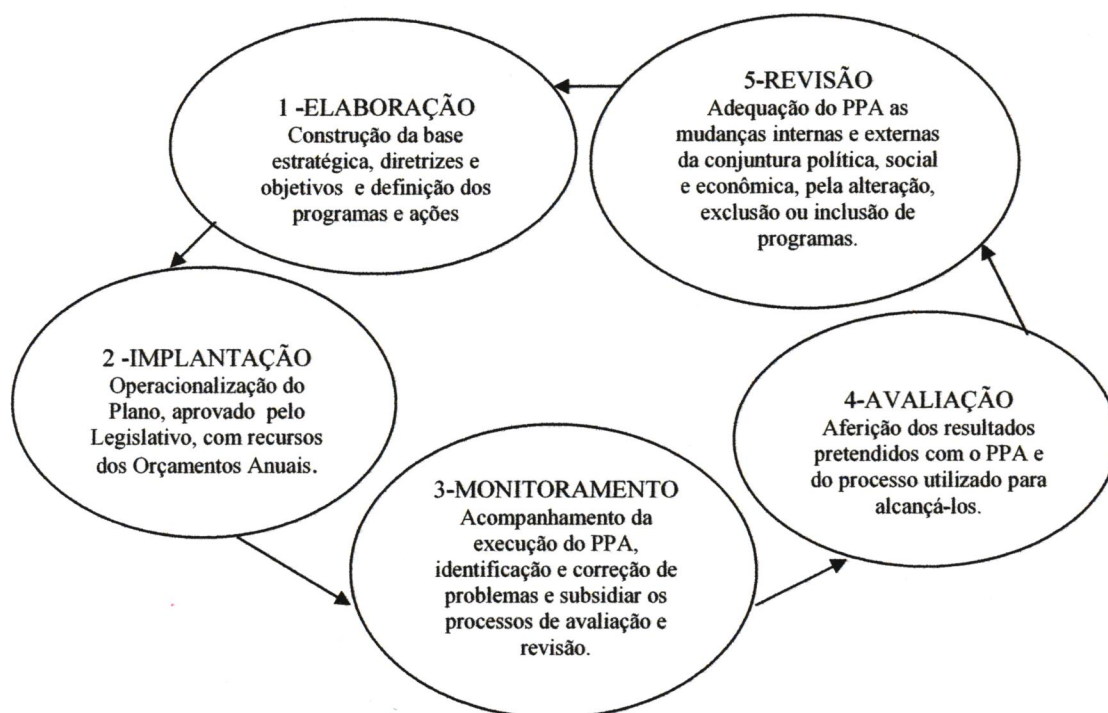 1 -ELABORAÇÃO
Construção da base
estratégica, diretrizes e
objetivos e definição dos
programas e ações
2 -IMPLANTAÇÃO
Operacionalização do
Plano, aprovado pelo
Legislativo, com recursos
dos Orçamentos Anuais.
3-MONITORAMENTO
Acompanhamento da
execução do PPA,
identificação e correção de
problemas e subsidiar os
processos de avaliação e
revisão.
4-AVALIAÇÃO
Aferição dos resultados
pretendidos com o PPA e
do processo utilizado para
alcançá-los.
5-REVISÃO
Adequação do PPA as
mudanças internas e externas
da conjuntura política, social
e econômica, pela alteração,
exclusão ou inclusão de
programas.